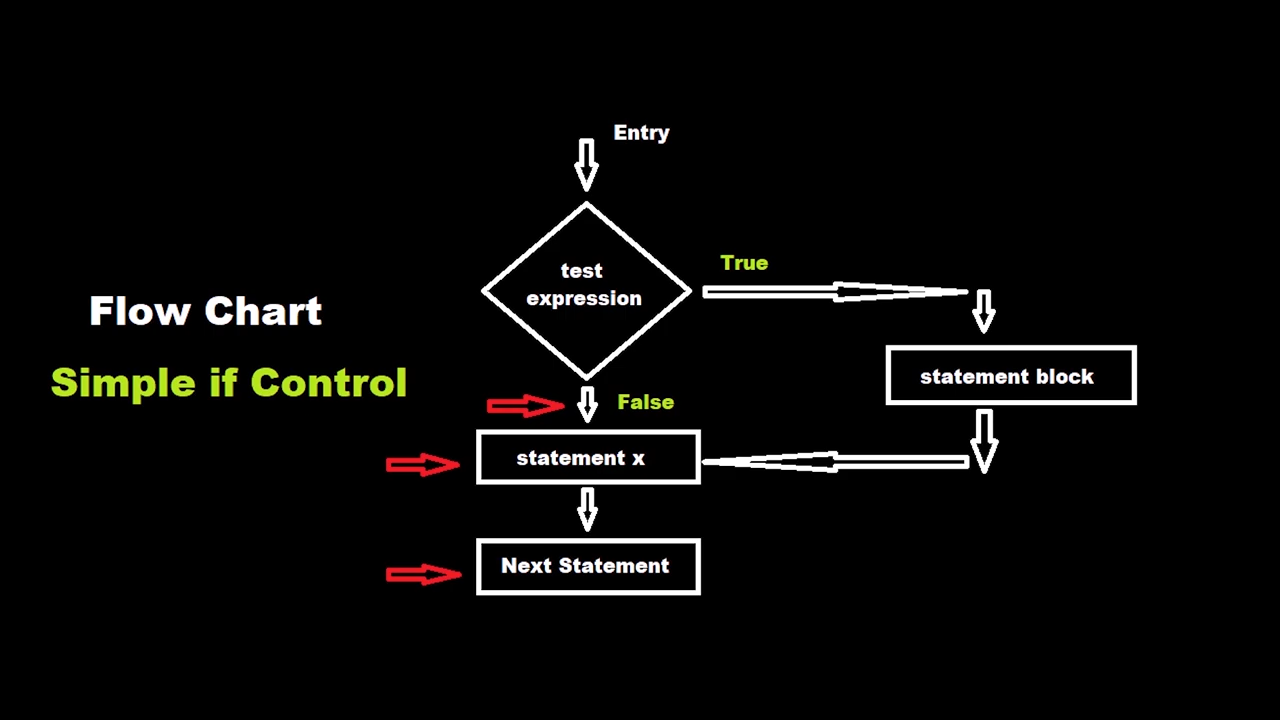 Entry
test
expression
True
Flow Chart
Simple if Control
statement block
False
statement x
Next Statement